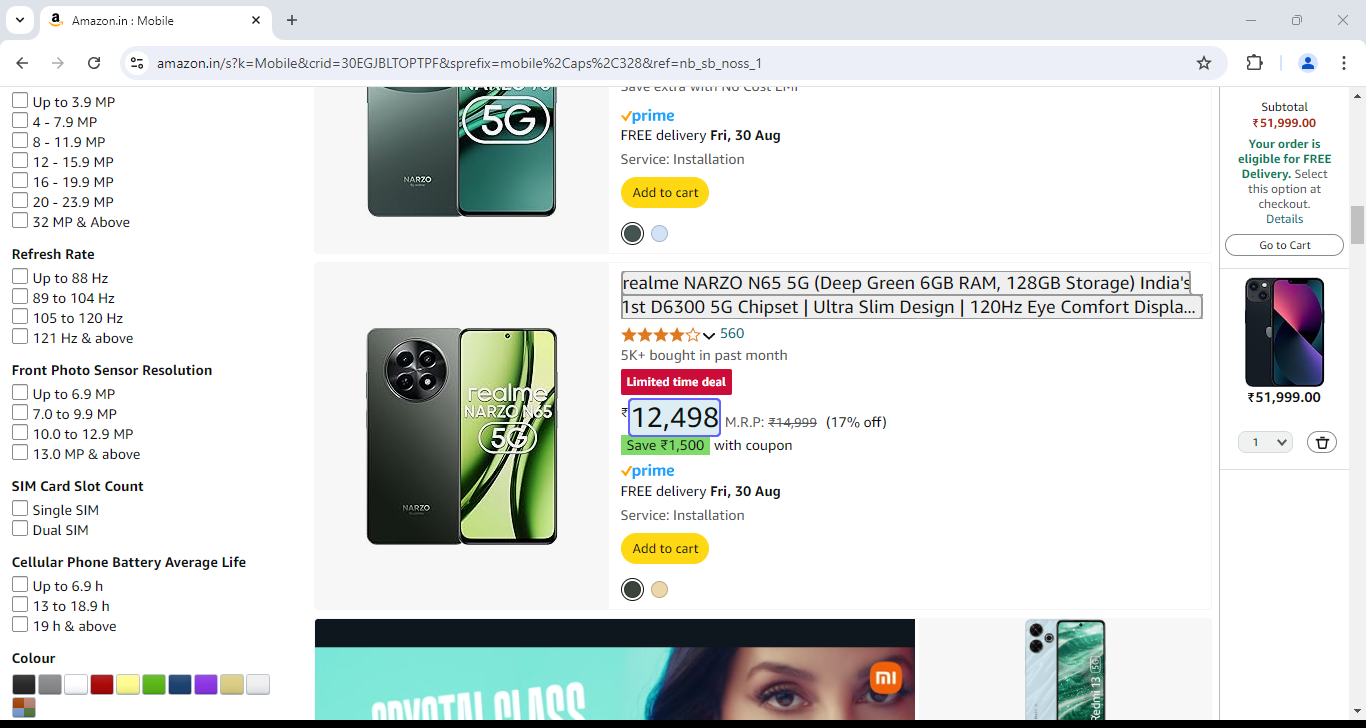 Amazon.in : Mobile
amazon.in/s?k=Mobile&crid=30EGJBLTOPTPF&sprefix=mobile%2Caps%2C328&ref=nb_sb_noss_1
Up to 3.9 MP
4 - 7.9 MP
8 - 11.9 MP
12 - 15.9 MP
16 - 19.9 MP
20 - 23.9 MP
32 MP & Above
Refresh Rate
Up to 88 Hz
89 to 104 Hz
105 to 120 Hz
121 Hz & above
Front Photo Sensor Resolution
Up to 6.9 MP
7.0 to 9.9 MP
10.0 to 12.9 MP
13.0 MP & above
SIM Card Slot Count
Single SIM
Dual SIM
Cellular Phone Battery Average Life
Up to 6.9 h
13 to 18.9 h
19 h & above
Colour
5G
NARZO
Save extra with No Cost EMI
prime
FREE delivery Fri, 30 Aug
Service: Installation
Add to cart
realme
NARZO N65
5G
NARZO
realme NARZO N65 5G (Deep Green 6GB RAM, 128GB Storage) India's
1st D6300 5G Chipset | Ultra Slim Design | 120Hz Eye Comfort Displa...
560
5K+ bought in past month
Limited time deal
₹12,498 M.R.P: ₹14,999 (17% off)
Save ₹1,500 with coupon
prime
FREE delivery Fri, 30 Aug
Service: Installation
Add to cart
CRYSTAL GLASS
mi
Redmi 13 5G
Subtotal
₹51,999.00
Your order is
eligible for FREE
Delivery. Select
this option at
checkout.
Details
Go to Cart
₹51,999.00
1